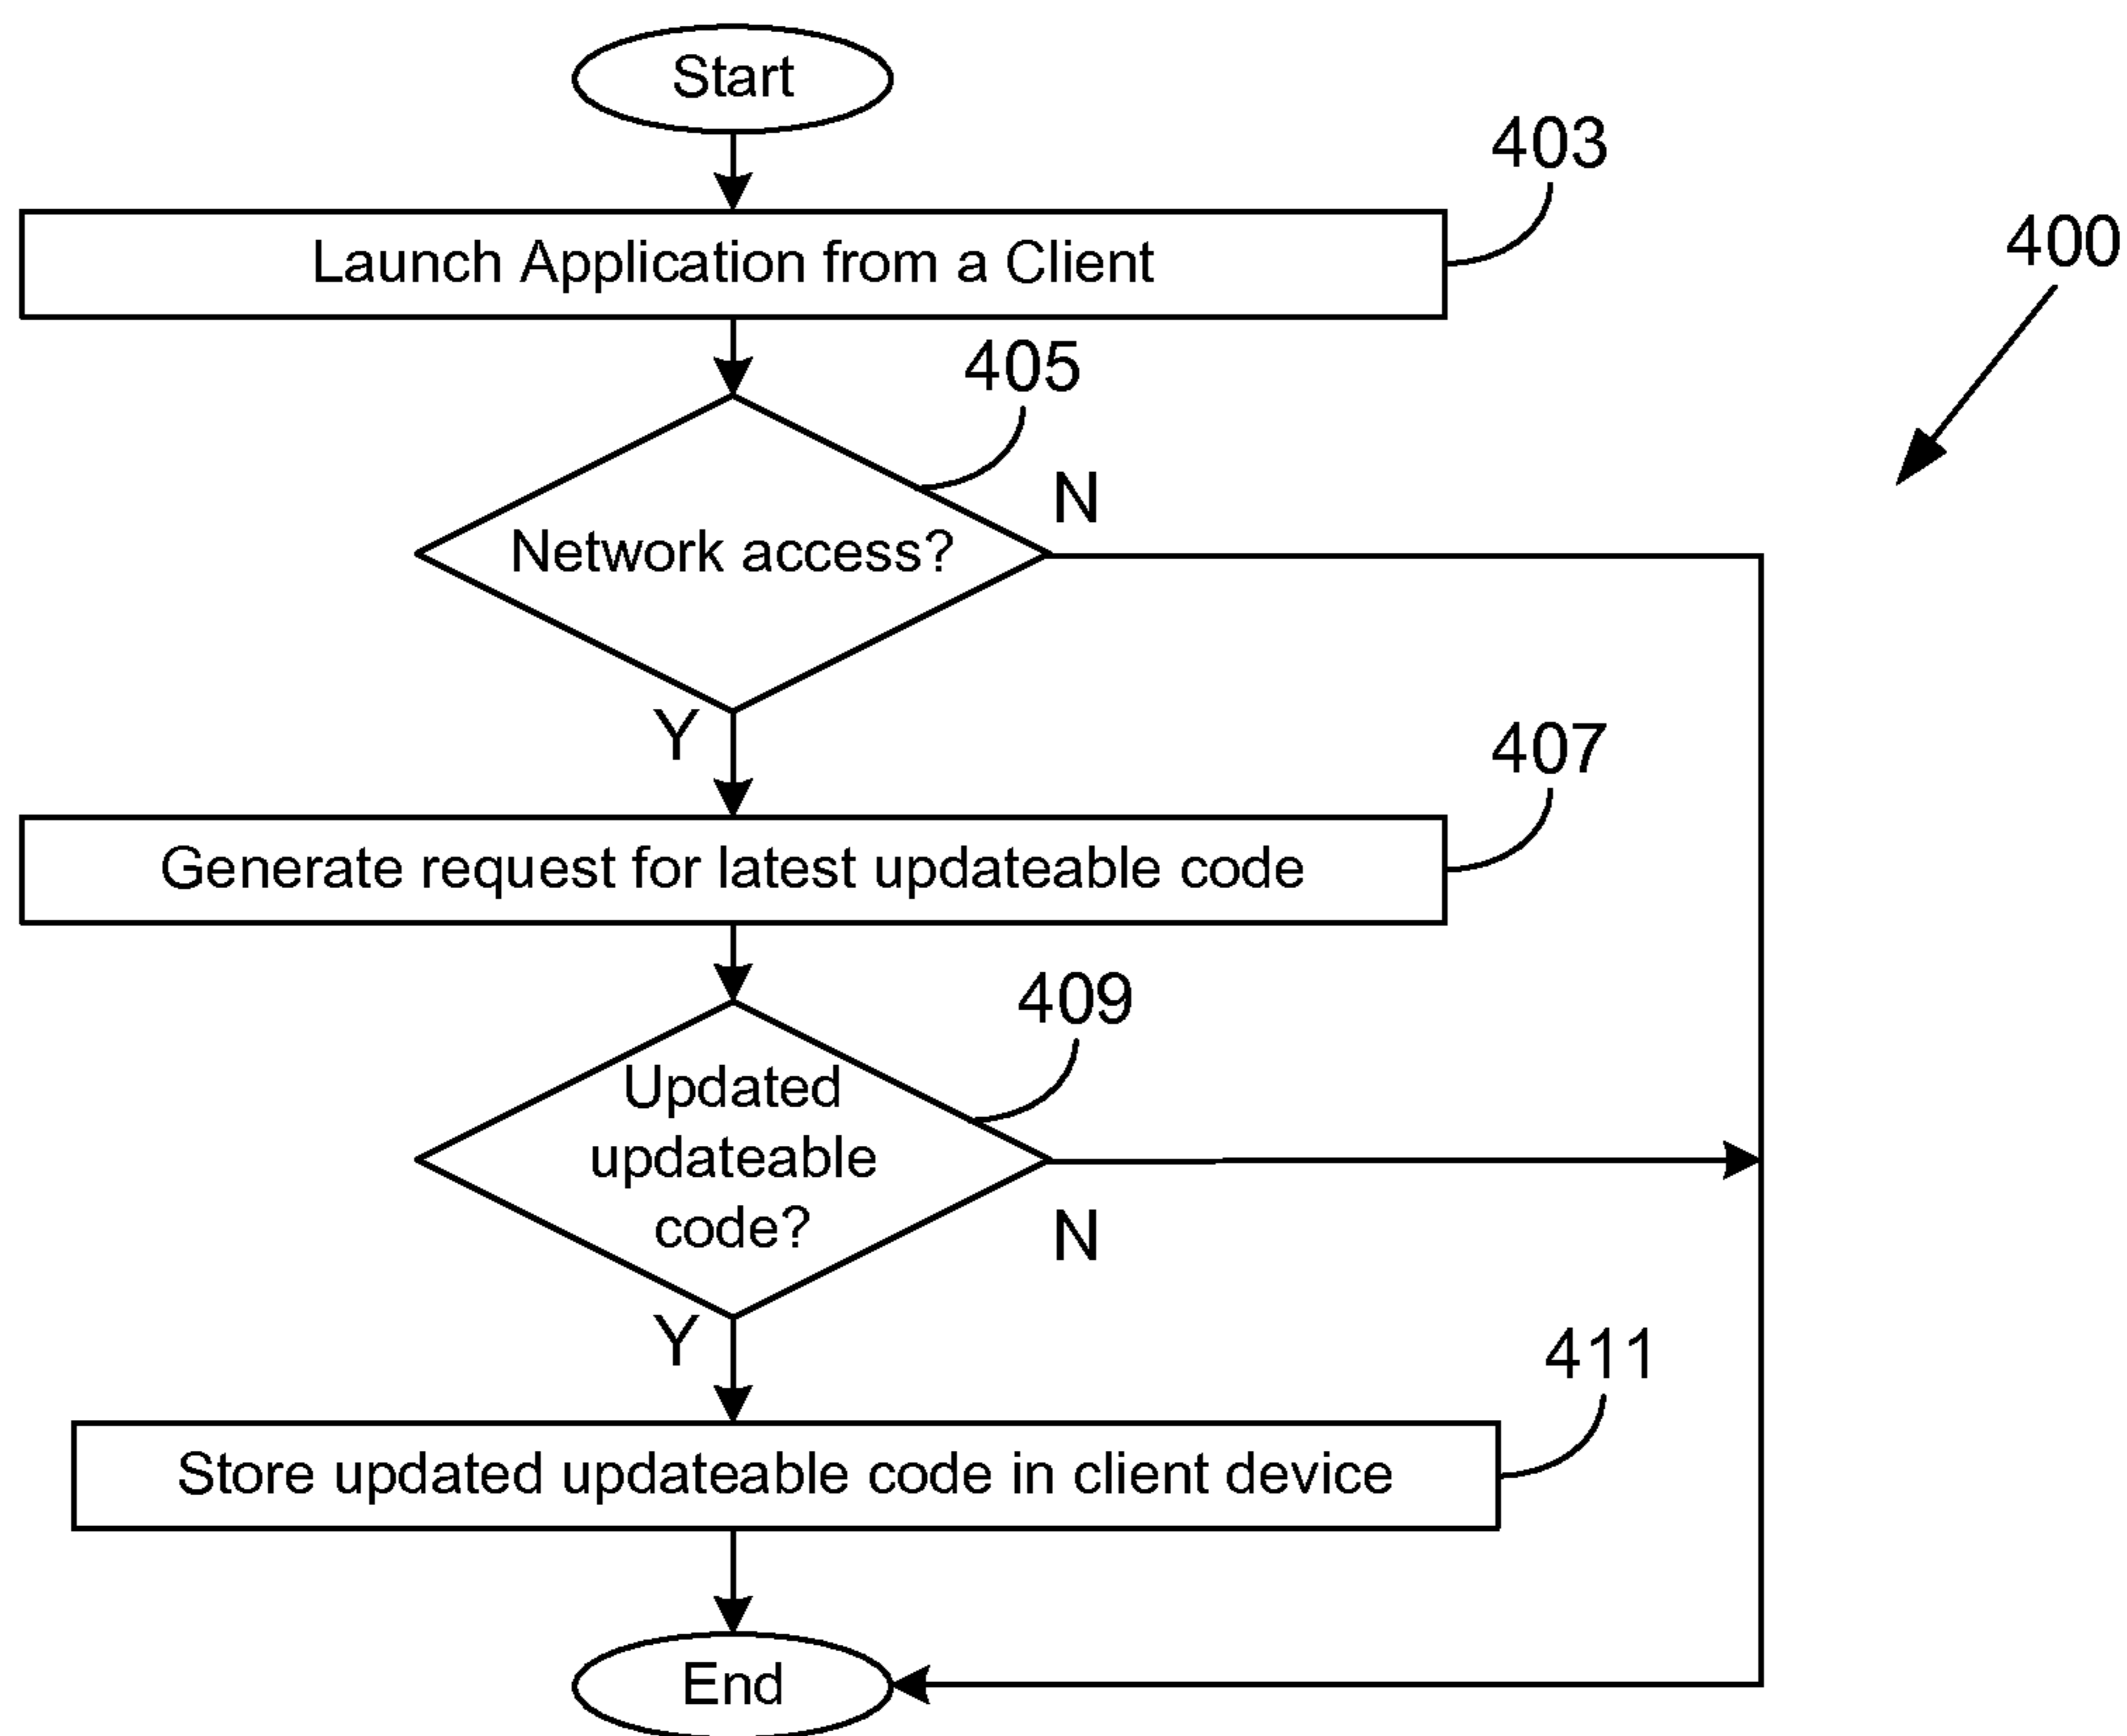 Start
403
Launch Application from a Client
400
405
Network access?
N
Y
407
Generate request for latest updateable code
409
Updated
updateable
code?
N
Y
411
Store updated updateable code in client device
End